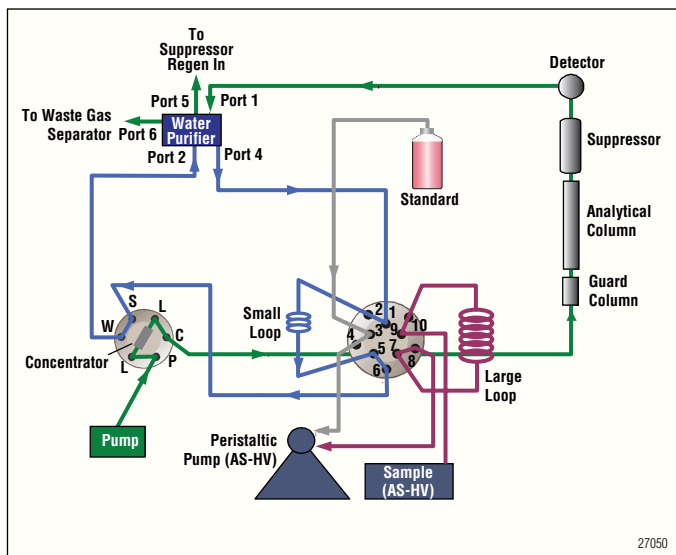 To
Suppressor
Regen In
Detector
Port 5
Port 1
To Waste Gas
Separator
Port 6
Water
Purifier
Port 2
Port 4
Suppressor
Standard
Analytical
Column
Guard
Column
S
L
W
C
Concentrator
L
P
Small
Loop
2
1
10
3
9
4
5
7
8
6
Large
Loop
Pump
Peristaltic
Pump (AS-HV)
Sample
(AS-HV)
27050